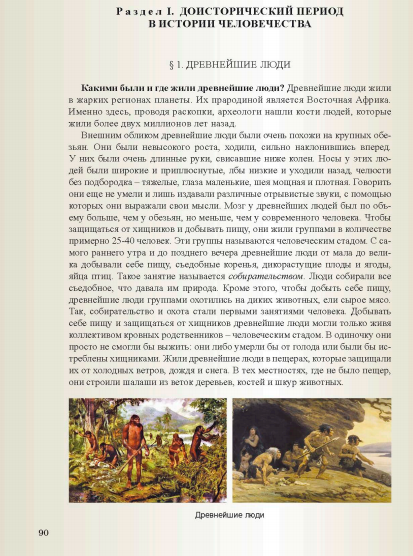 Раздел I. ДОИСТОРИЧЕСКИЙ ПЕРИОД
В ИСТОРИИ ЧЕЛОВЕЧЕСТВА
§ 1. ДРЕВНЕЙШИЕ ЛЮДИ
Какими были и где жили древнейшие люди? Древнейшие люди жили
в жарких регионах планеты. Их прародиной является Восточная Африка.
Именно здесь, проводя раскопки, археологи нашли кости людей, которые
жили более двух миллионов лет назад.
Внешним обликом древнейшие люди были очень похожи на крупных обе-
зьян. Они были невысокого роста, ходили, сильно наклонившись вперед.
У них были очень длинные руки, свисавшие ниже колен. Носы у этих лю-
дей были широкие и приплюснутые, лбы низкие и уходили назад, челюсти
без подбородка – тяжелые, глаза маленькие, шея мощная и плотная. Говорить
они еще не умели и лишь издавали различные отрывистые звуки, с помощью
которых они выражали свои мысли. Мозг у древнейших людей был по объ-
ему больше, чем у обезьян, но меньше, чем у современного человека. Чтобы
защищаться от хищников и добывать пищу, они жили группами в количестве
примерно 25-40 человек. Эти группы называются человеческим стадом. С са-
мого раннего утра и до позднего вечера древнейшие люди от мала до вели-
ка добывали себе пищу, съедобные коренья, дикорастущие плоды и ягоды,
яйца птиц. Такое занятие называется собирательством. Люди собирали все
съедобное, что давала им природа. Кроме этого, чтобы добыть себе пищу,
древнейшие люди группами охотились на диких животных, ели сырое мясо.
Так, собирательство и охота стали первыми занятиями человека. Добывать
себе пищу и защищаться от хищников древнейшие люди могли только живя
коллективом кровных родственников – человеческим стадом. В одиночку они
просто не смогли бы выжить: они либо умерли бы от голода или были бы ис-
треблены хищниками. Жили древнейшие люди в пещерах, которые защищали
их от холодных ветров, дождя и снега. В тех местностях, где не было пещер,
они строили шалаши из веток деревьев, костей и шкур животных.
Древнейшие люди
90